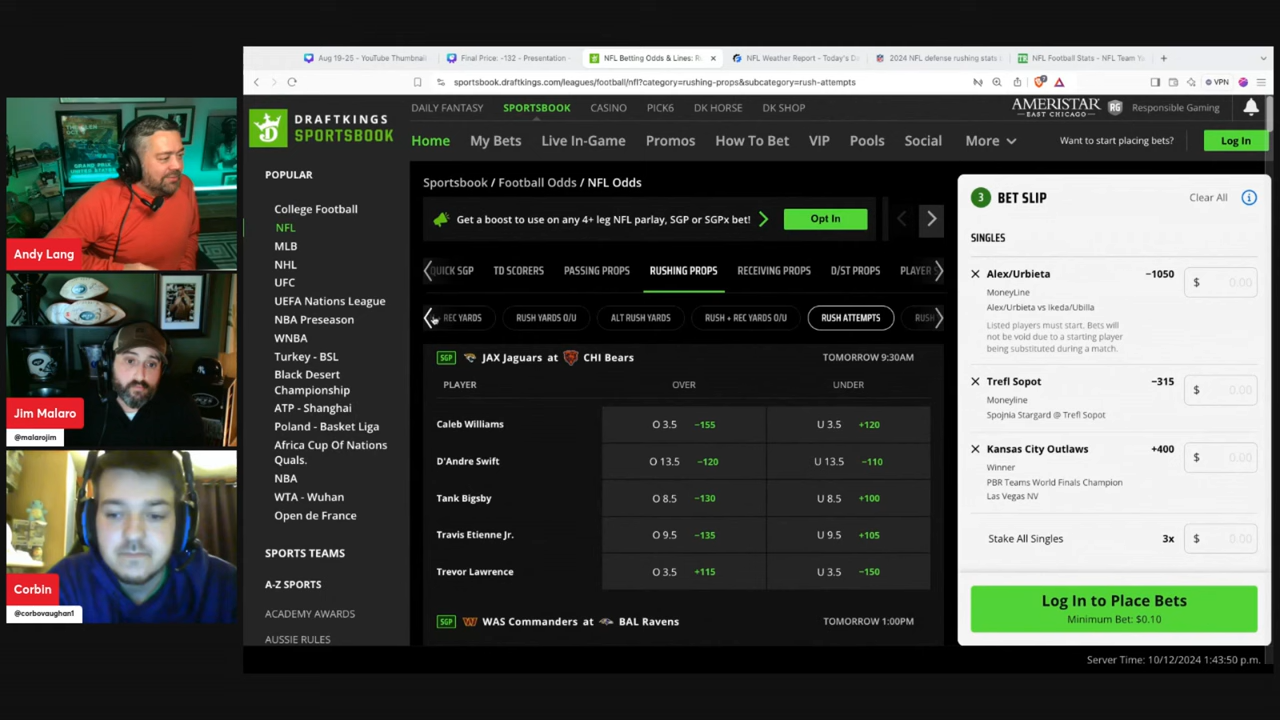 Aug 19-25 - YouTube Thumbnail
Final Price: -132 - Presentation
NFL Betting Odds & Lines: R
NFL Weather Report - Today's D
2024 NFL defense rushing stats
NFL Football Stats - NFL Team Y
sportsbook.draftkings.com/leagues/football/nfl?category=rushing-props&subcategory=rush-attempts
VPN
DRAFTKINGS
SPORTSBOOK
DAILY FANTASY SPORTSBOOK CASINO PICK6 DK HORSE DK SHOP
AMERISTAR
EAST CHICAGO
RG Responsible Gaming
Home My Bets Live In-Game Promos How To Bet VIP Pools Social More
Want to start placing bets?
Log In
Andy Lang
Jim Malaro
@malarojim
Corbin
@corbovaughan1
POPULAR
College Football
NFL
MLB
NHL
UFC
UEFA Nations League
NBA Preseason
WNBA
Turkey - BSL
Black Desert
Championship
ATP - Shanghai
Poland - Basket Liga
Africa Cup Of Nations
Quals.
NBA
WTA - Wuhan
Open de France
SPORTS TEAMS
A-Z SPORTS
ACADEMY AWARDS
AUSSIE RULES
Sportsbook / Football Odds / NFL Odds
Get a boost to use on any 4+ leg NFL parlay, SGP or SGPx bet!
Opt In
QUICK SGP TD SCORERS PASSING PROPS RUSHING PROPS RECEIVING PROPS D/ST PROPS PLAYER
REC YARDS RUSH YARDS O/U ALT RUSH YARDS RUSH + REC YARDS O/U RUSH ATTEMPTS RUSH
SGP JAX Jaguars at CHI Bears TOMORROW 9:30AM
PLAYER OVER UNDER
Caleb Williams O 3.5 −155 U 3.5 +120
D'Andre Swift O 13.5 −120 U 13.5 −110
Tank Bigsby O 8.5 −130 U 8.5 +100
Travis Etienne Jr. O 9.5 −135 U 9.5 +105
Trevor Lawrence O 3.5 +115 U 3.5 −150
SGP WAS Commanders at BAL Ravens TOMORROW 1:00PM
3 BET SLIP Clear All
SINGLES
Alex/Urbieta −1050 $ 0.00
MoneyLine
Alex/Urbieta vs Ikeda/Ubilla
Listed players must start. Bets will
not be void due to a starting player
being substituted during a match.
Trefl Sopot −315 $ 0.00
Moneyline
Spojnia Stargard @ Trefl Sopot
Kansas City Outlaws +400 $ 0.00
Winner
PBR Teams World Finals Champion
Las Vegas NV
Stake All Singles 3x $ 0.00
Log In to Place Bets
Minimum Bet: $0.10
Server Time: 10/12/2024 1:43:50 p.m.